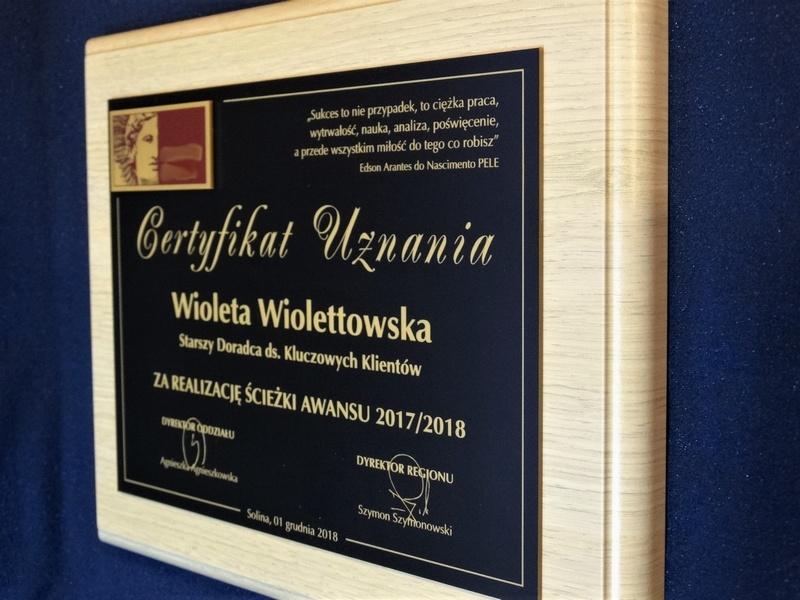 „Sukces to nie przypadek, to ciężka praca,
wytrwałość, nauka, analiza, poświęcenie,
a przede wszystkim miłość do tego co robisz”
Edson Arantes do Nascimento PELE
Certyfikat Uznania
Wioleta Wiolettowska
Starszy Doradca ds. Kluczowych Klientów
ZA REALIZACJĘ ŚCIEŻKI AWANSU 2017/2018
DYREKTOR ODDZIAŁU
Agnieszka Agnieszkowska
DYREKTOR REGIONU
Szymon Szymonowski
Solina, 01 grudnia 2018